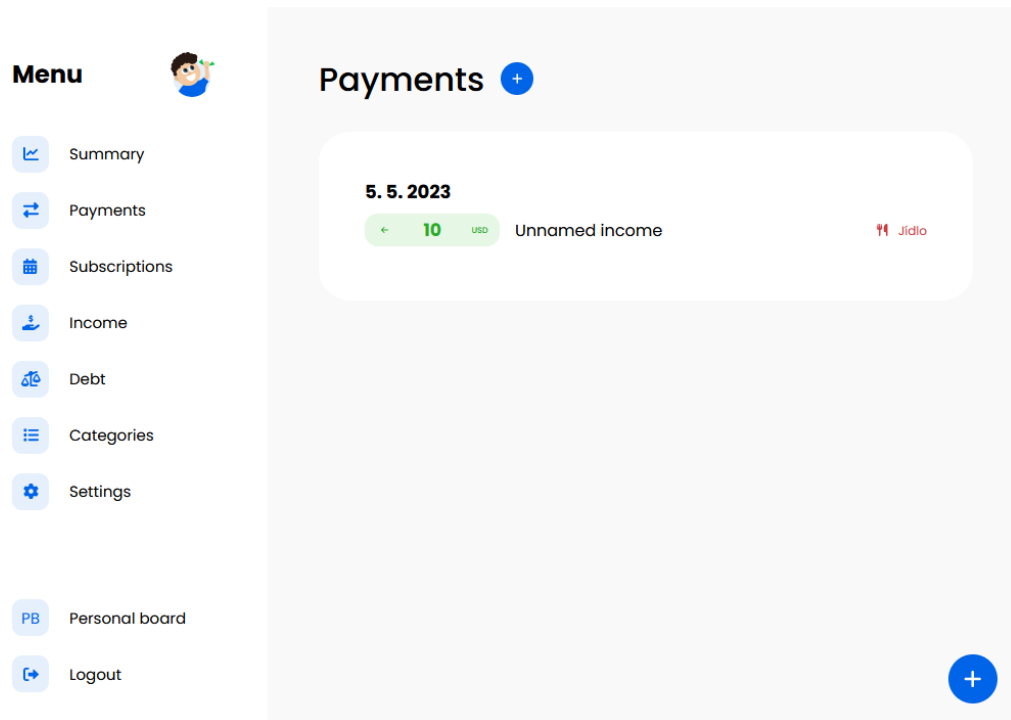 Menu
Summary
Payments
Subscriptions
Income
Debt
Categories
Settings
PB Personal board
Logout
Payments +
5. 5. 2023
← 10 USD Unnamed income Jídlo
+